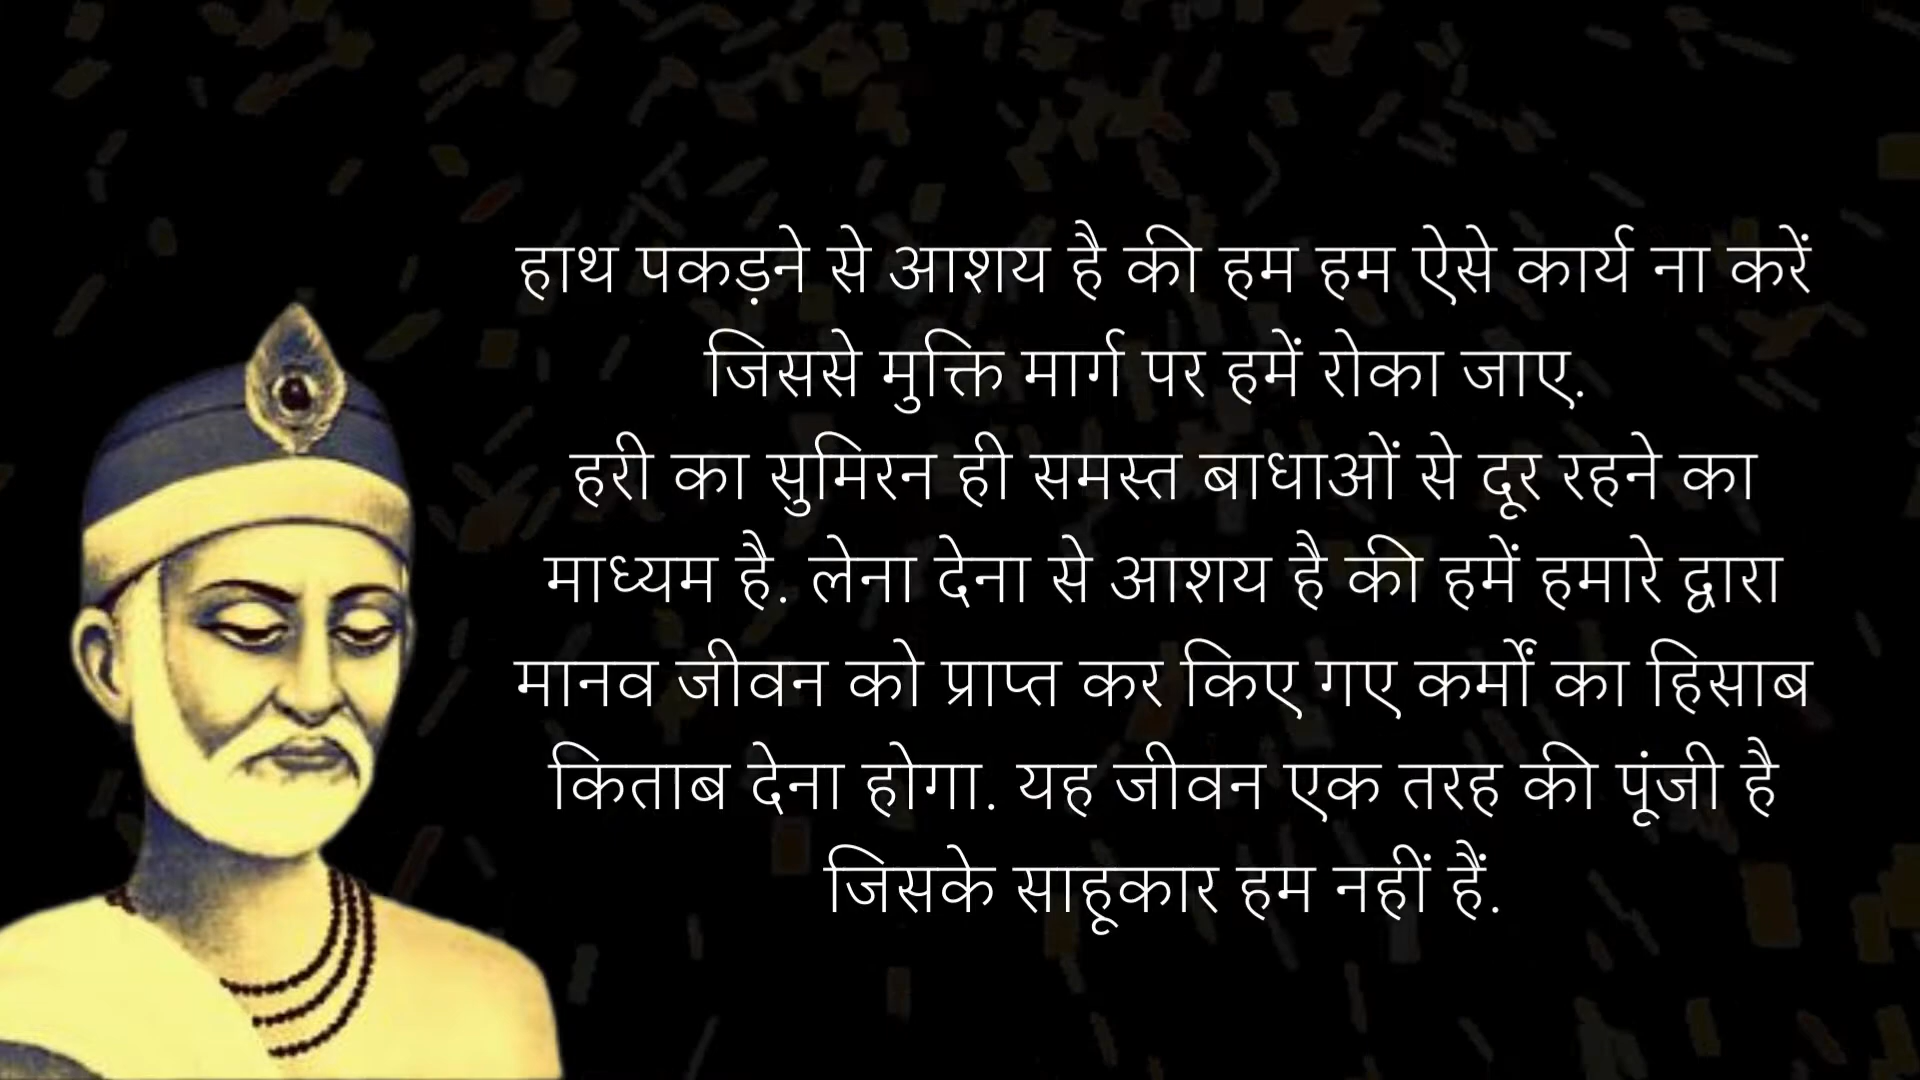 हाथ पकड़ने से आशय है की हम हम ऐसे कार्य ना करें
जिससे मुक्ति मार्ग पर हमें रोका जाए.
हरी का सुमिरन ही समस्त बाधाओं से दूर रहने का
माध्यम है. लेना देना से आशय है की हमें हमारे द्वारा
मानव जीवन को प्राप्त कर किए गए कर्मों का हिसाब
किताब देना होगा. यह जीवन एक तरह की पूंजी है
जिसके साहूकार हम नहीं हैं.